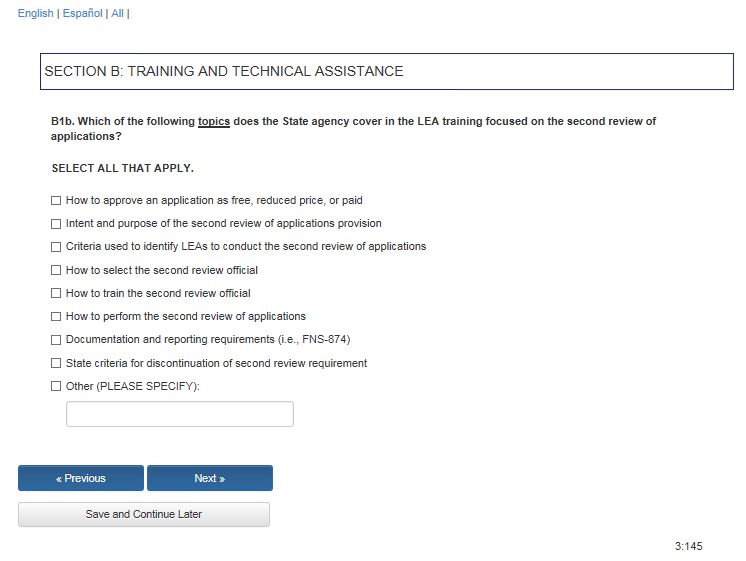 English | Español | All |
SECTION B: TRAINING AND TECHNICAL ASSISTANCE
B1b. Which of the following topics does the State agency cover in the LEA training focused on the second review of
applications?
SELECT ALL THAT APPLY.
How to approve an application as free, reduced price, or paid
Intent and purpose of the second review of applications provision
Criteria used to identify LEAs to conduct the second review of applications
How to select the second review official
How to train the second review official
How to perform the second review of applications
Documentation and reporting requirements (i.e., FNS-874)
State criteria for discontinuation of second review requirement
Other (PLEASE SPECIFY):
« Previous
Next »
Save and Continue Later
3:145